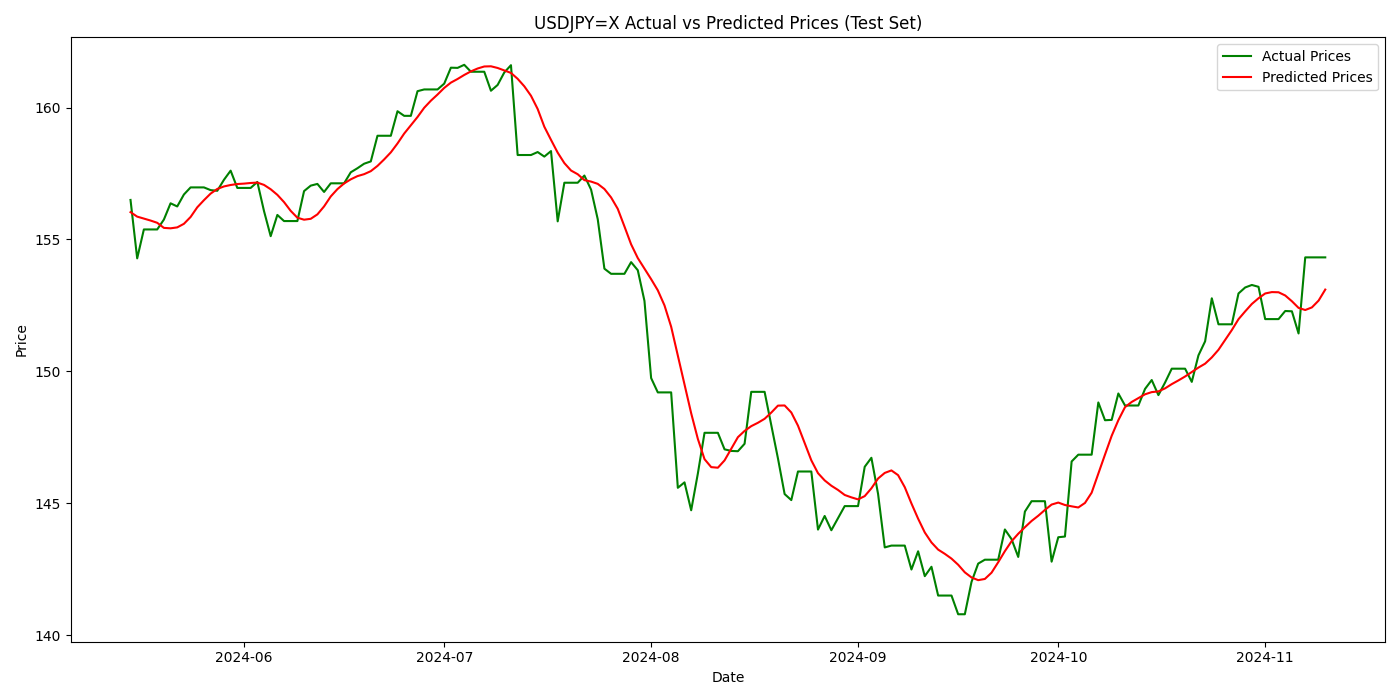 USDJPY=X Actual vs Predicted Prices (Test Set)
Actual Prices
Predicted Prices
Price
160
155
150
145
140
2024-06 2024-07 2024-08 2024-09 2024-10 2024-11
Date